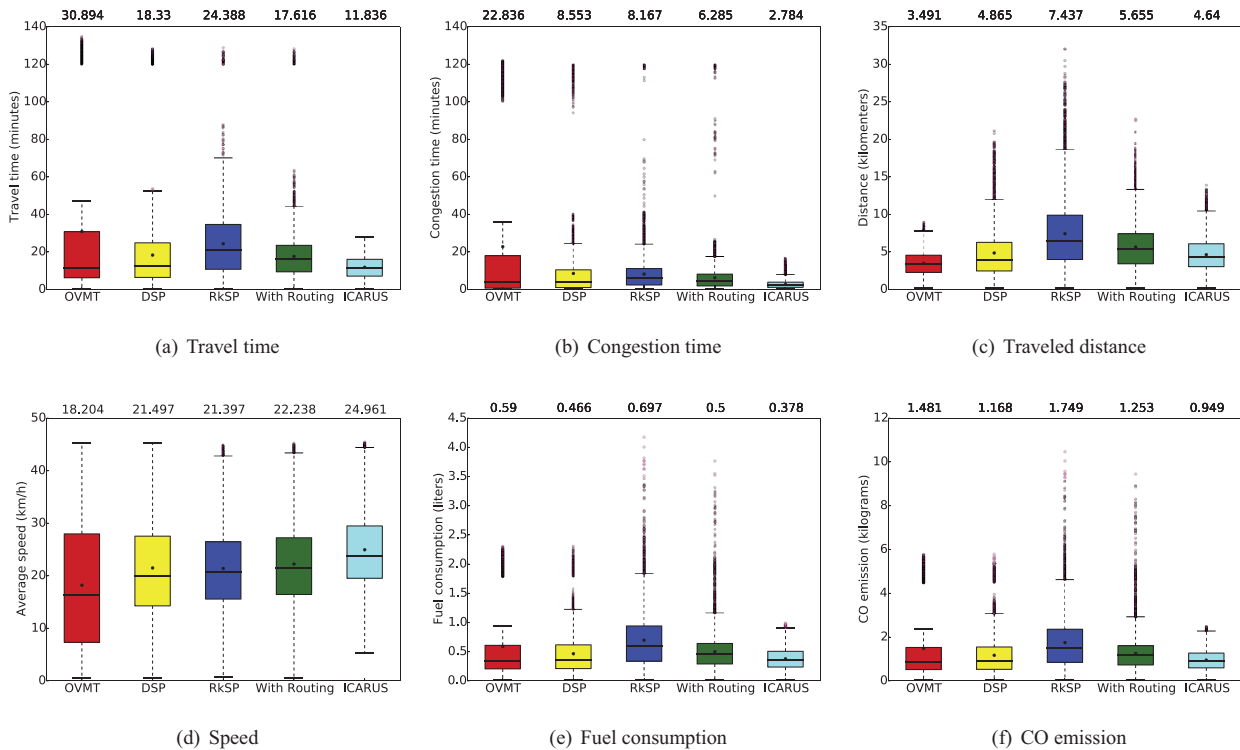 30.894 18.33 24.388 17.616 11.836
140
120
100
80
60
40
20
0
Travel time (minutes)
OVMT DSP RkSP With Routing ICARUS
(a) Travel time
22.836 8.553 8.167 6.285 2.784
140
120
100
80
60
40
20
0
Congestion time (minutes)
OVMT DSP RkSP With Routing ICARUS
(b) Congestion time
3.491 4.865 7.437 5.655 4.64
35
30
25
20
15
10
5
0
Distance (kilomenters)
OVMT DSP RkSP With Routing ICARUS
(c) Traveled distance
18.204 21.497 21.397 22.238 24.961
50
40
30
20
10
0
Average speed (km/h)
OVMT DSP RkSP With Routing ICARUS
(d) Speed
0.59 0.466 0.697 0.5 0.378
4.5
4.0
3.5
3.0
2.5
2.0
1.5
1.0
0.5
0.0
Fuel consumption (liters)
OVMT DSP RkSP With Routing ICARUS
(e) Fuel consumption
1.481 1.168 1.749 1.253 0.949
12
10
8
6
4
2
0
CO emission (kilograms)
OVMT DSP RkSP With Routing ICARUS
(f) CO emission